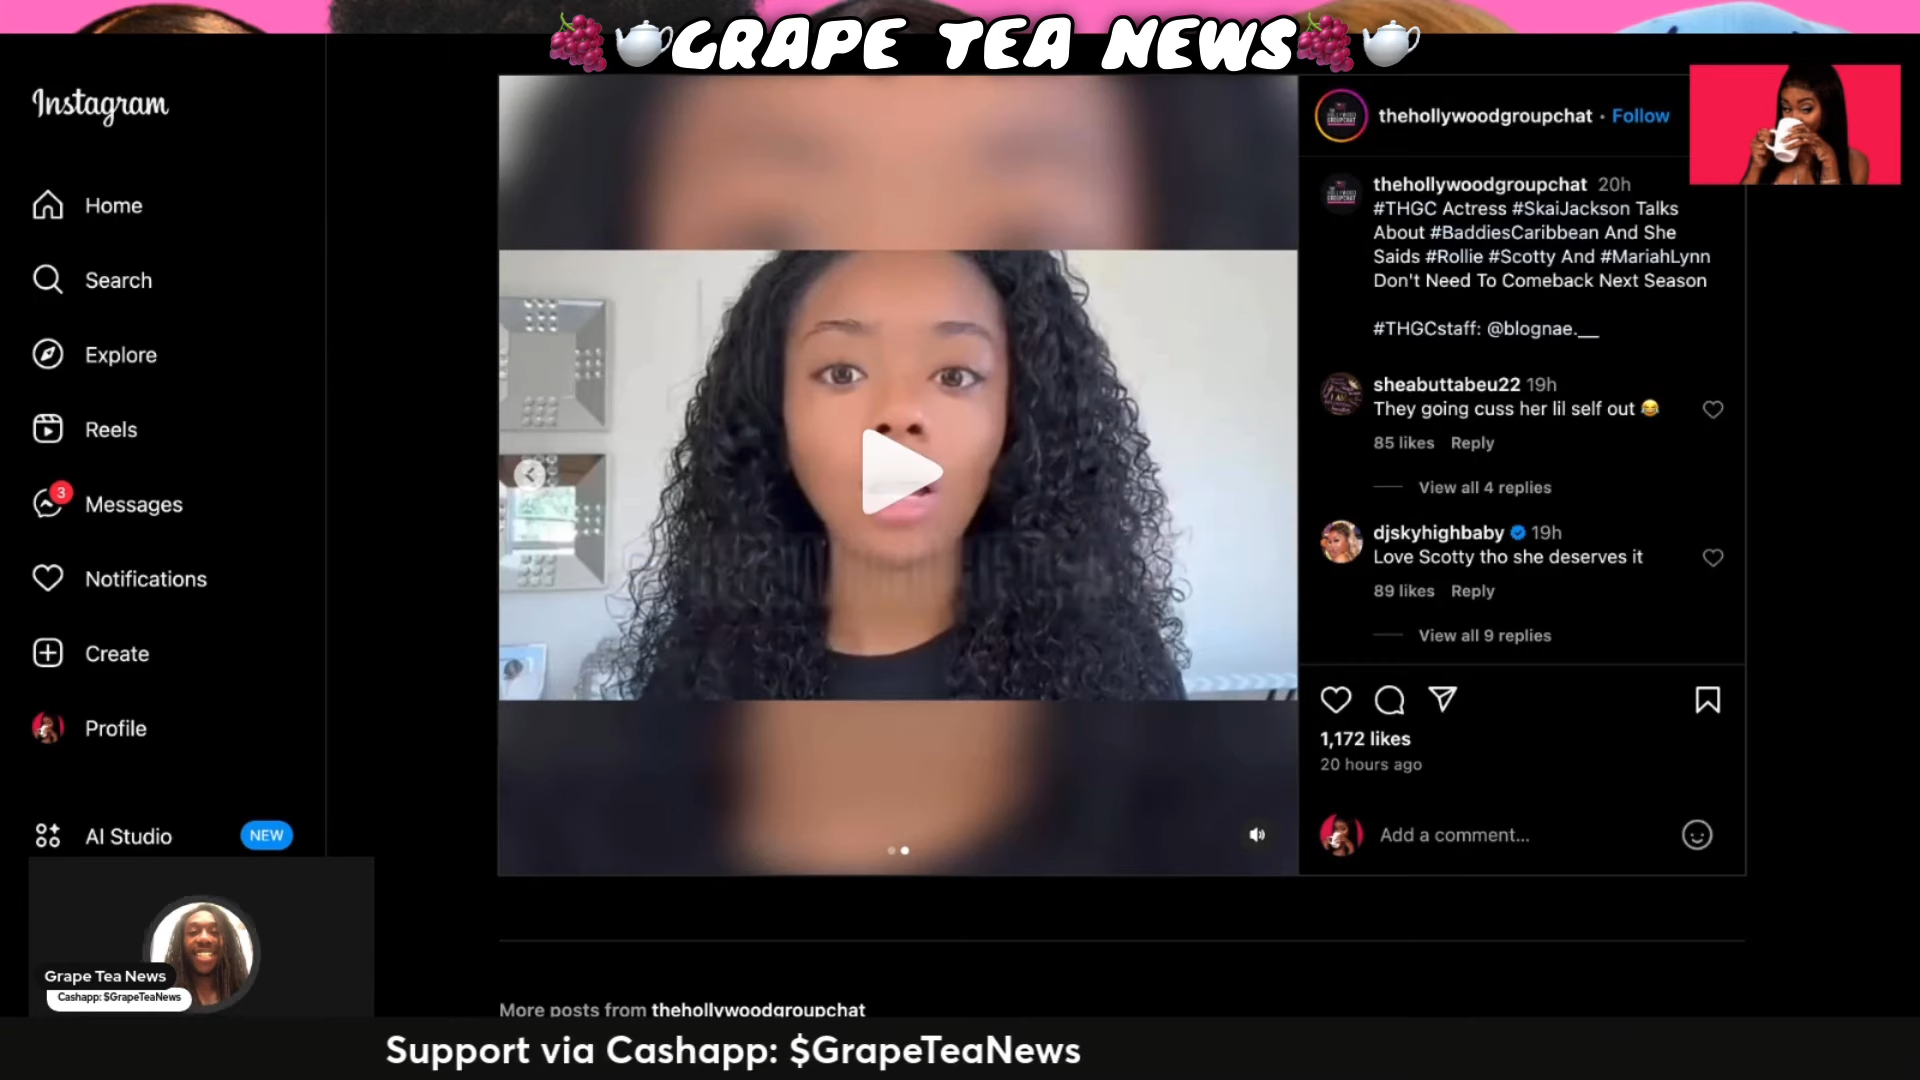 GRAPE TEA NEWS
Instagram
Home
Search
Explore
Reels
3
Messages
Notifications
Create
Profile
AI Studio NEW
Grape Tea News
Cashapp: $GrapeTeaNews
thehollywoodgroupchat • Follow
thehollywoodgroupchat 20h
#THGC Actress #SkaiJackson Talks
About #BaddiesCaribbean And She
Saids #Rollie #Scotty And #MariahLynn
Don't Need To Comeback Next Season
#THGCstaff: @blognae.__
sheabuttabeu22 19h
They going cuss her lil self out 😂
85 likes Reply
View all 4 replies
djskyhighbaby 19h
Love Scotty tho she deserves it
89 likes Reply
View all 9 replies
1,172 likes
20 hours ago
Add a comment...
More posts from thehollywoodgroupchat
Support via Cashapp: $GrapeTeaNews